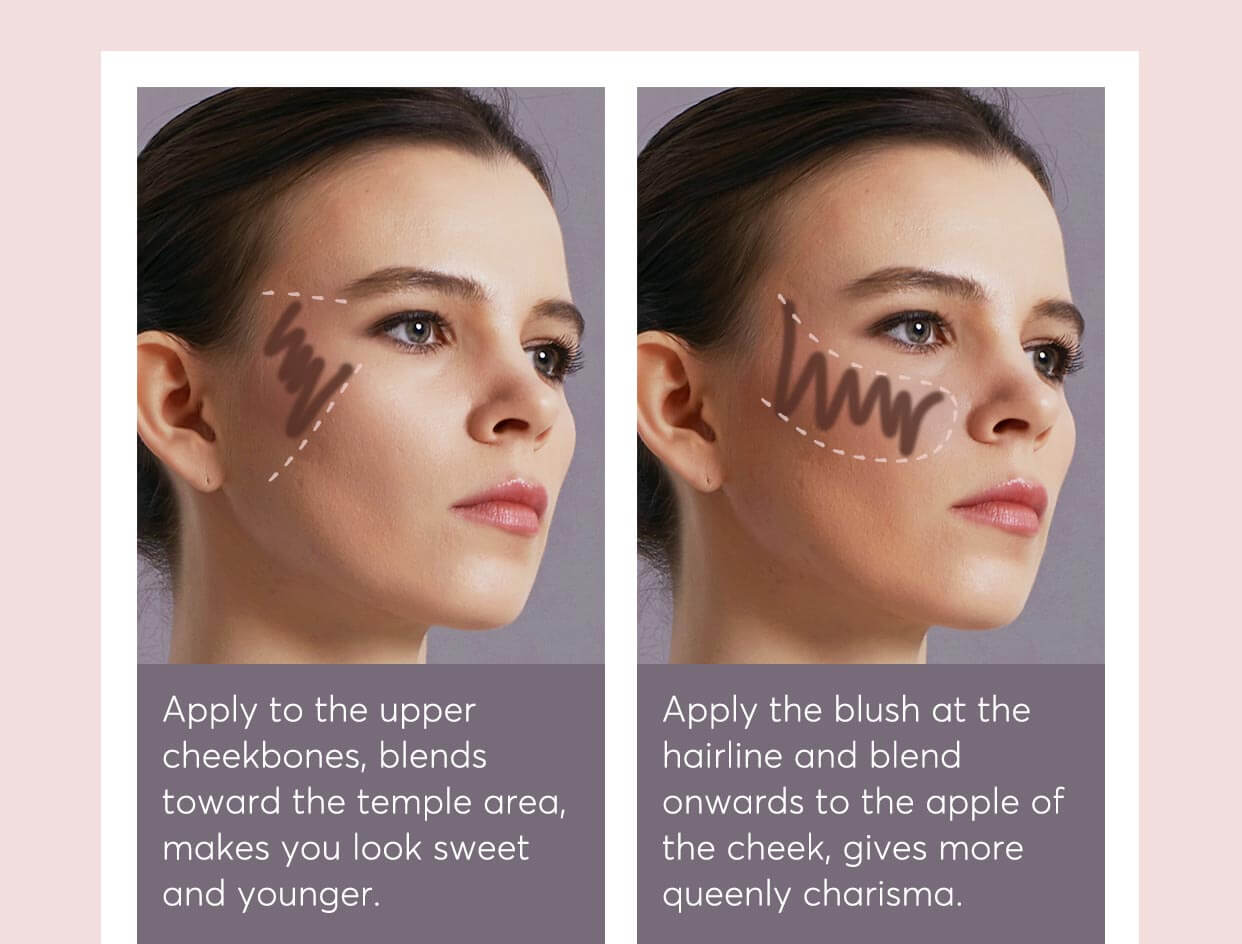 Apply to the upper
cheekbones, blends
toward the temple area,
makes you look sweet
and younger.
Apply the blush at the
hairline and blend
onwards to the apple of
the cheek, gives more
queenly charisma.